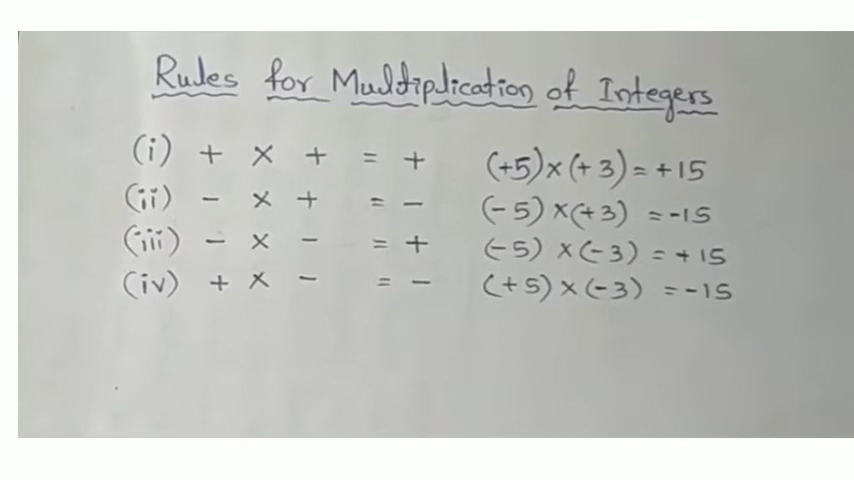 Rules for Multiplication of Integers
(i) + × + = + (+5)×(+3)=+15
(ii) - × + = - (-5)×(+3) =-15
(iii) - × - = + (-5) ×(-3) = +15
(iv) + × - = - (+5)×(-3) =-15